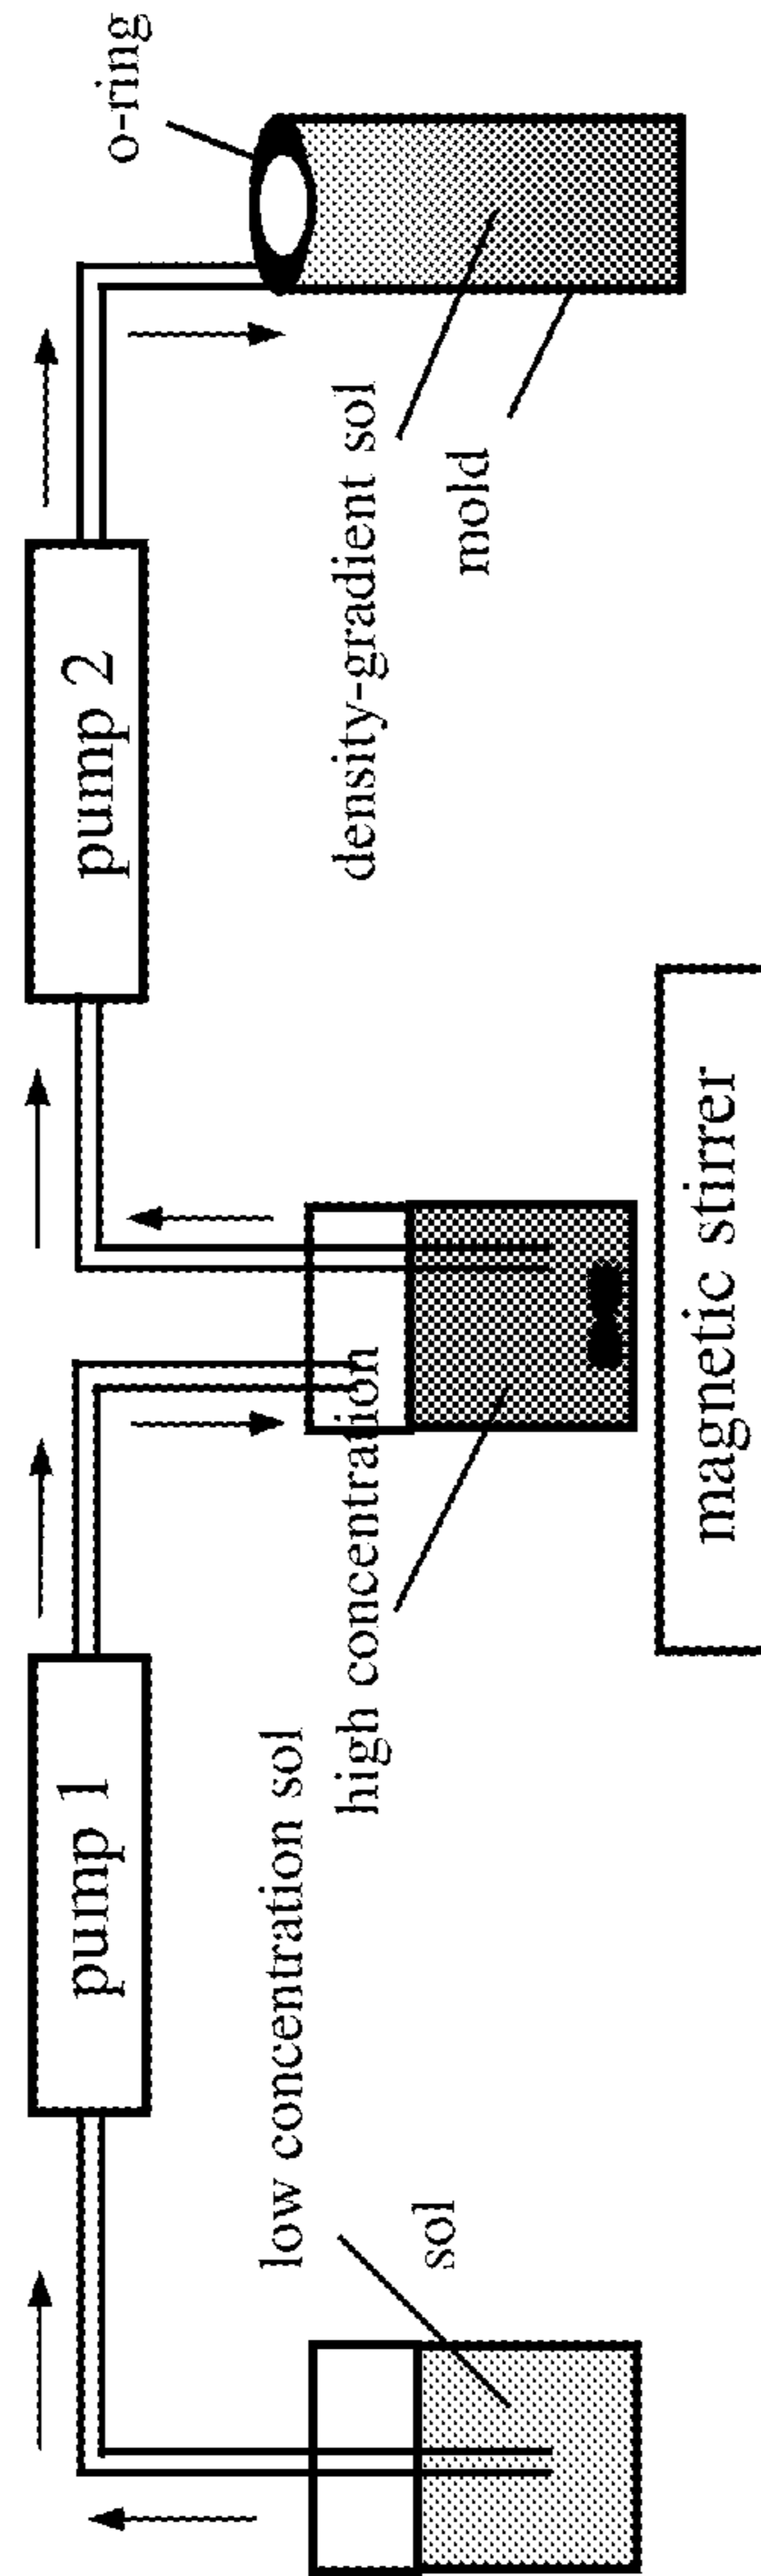 pump 1
pump 2
o-ring
low concentration sol
high concentration
sol
density-gradient sol
mold
magnetic stirrer